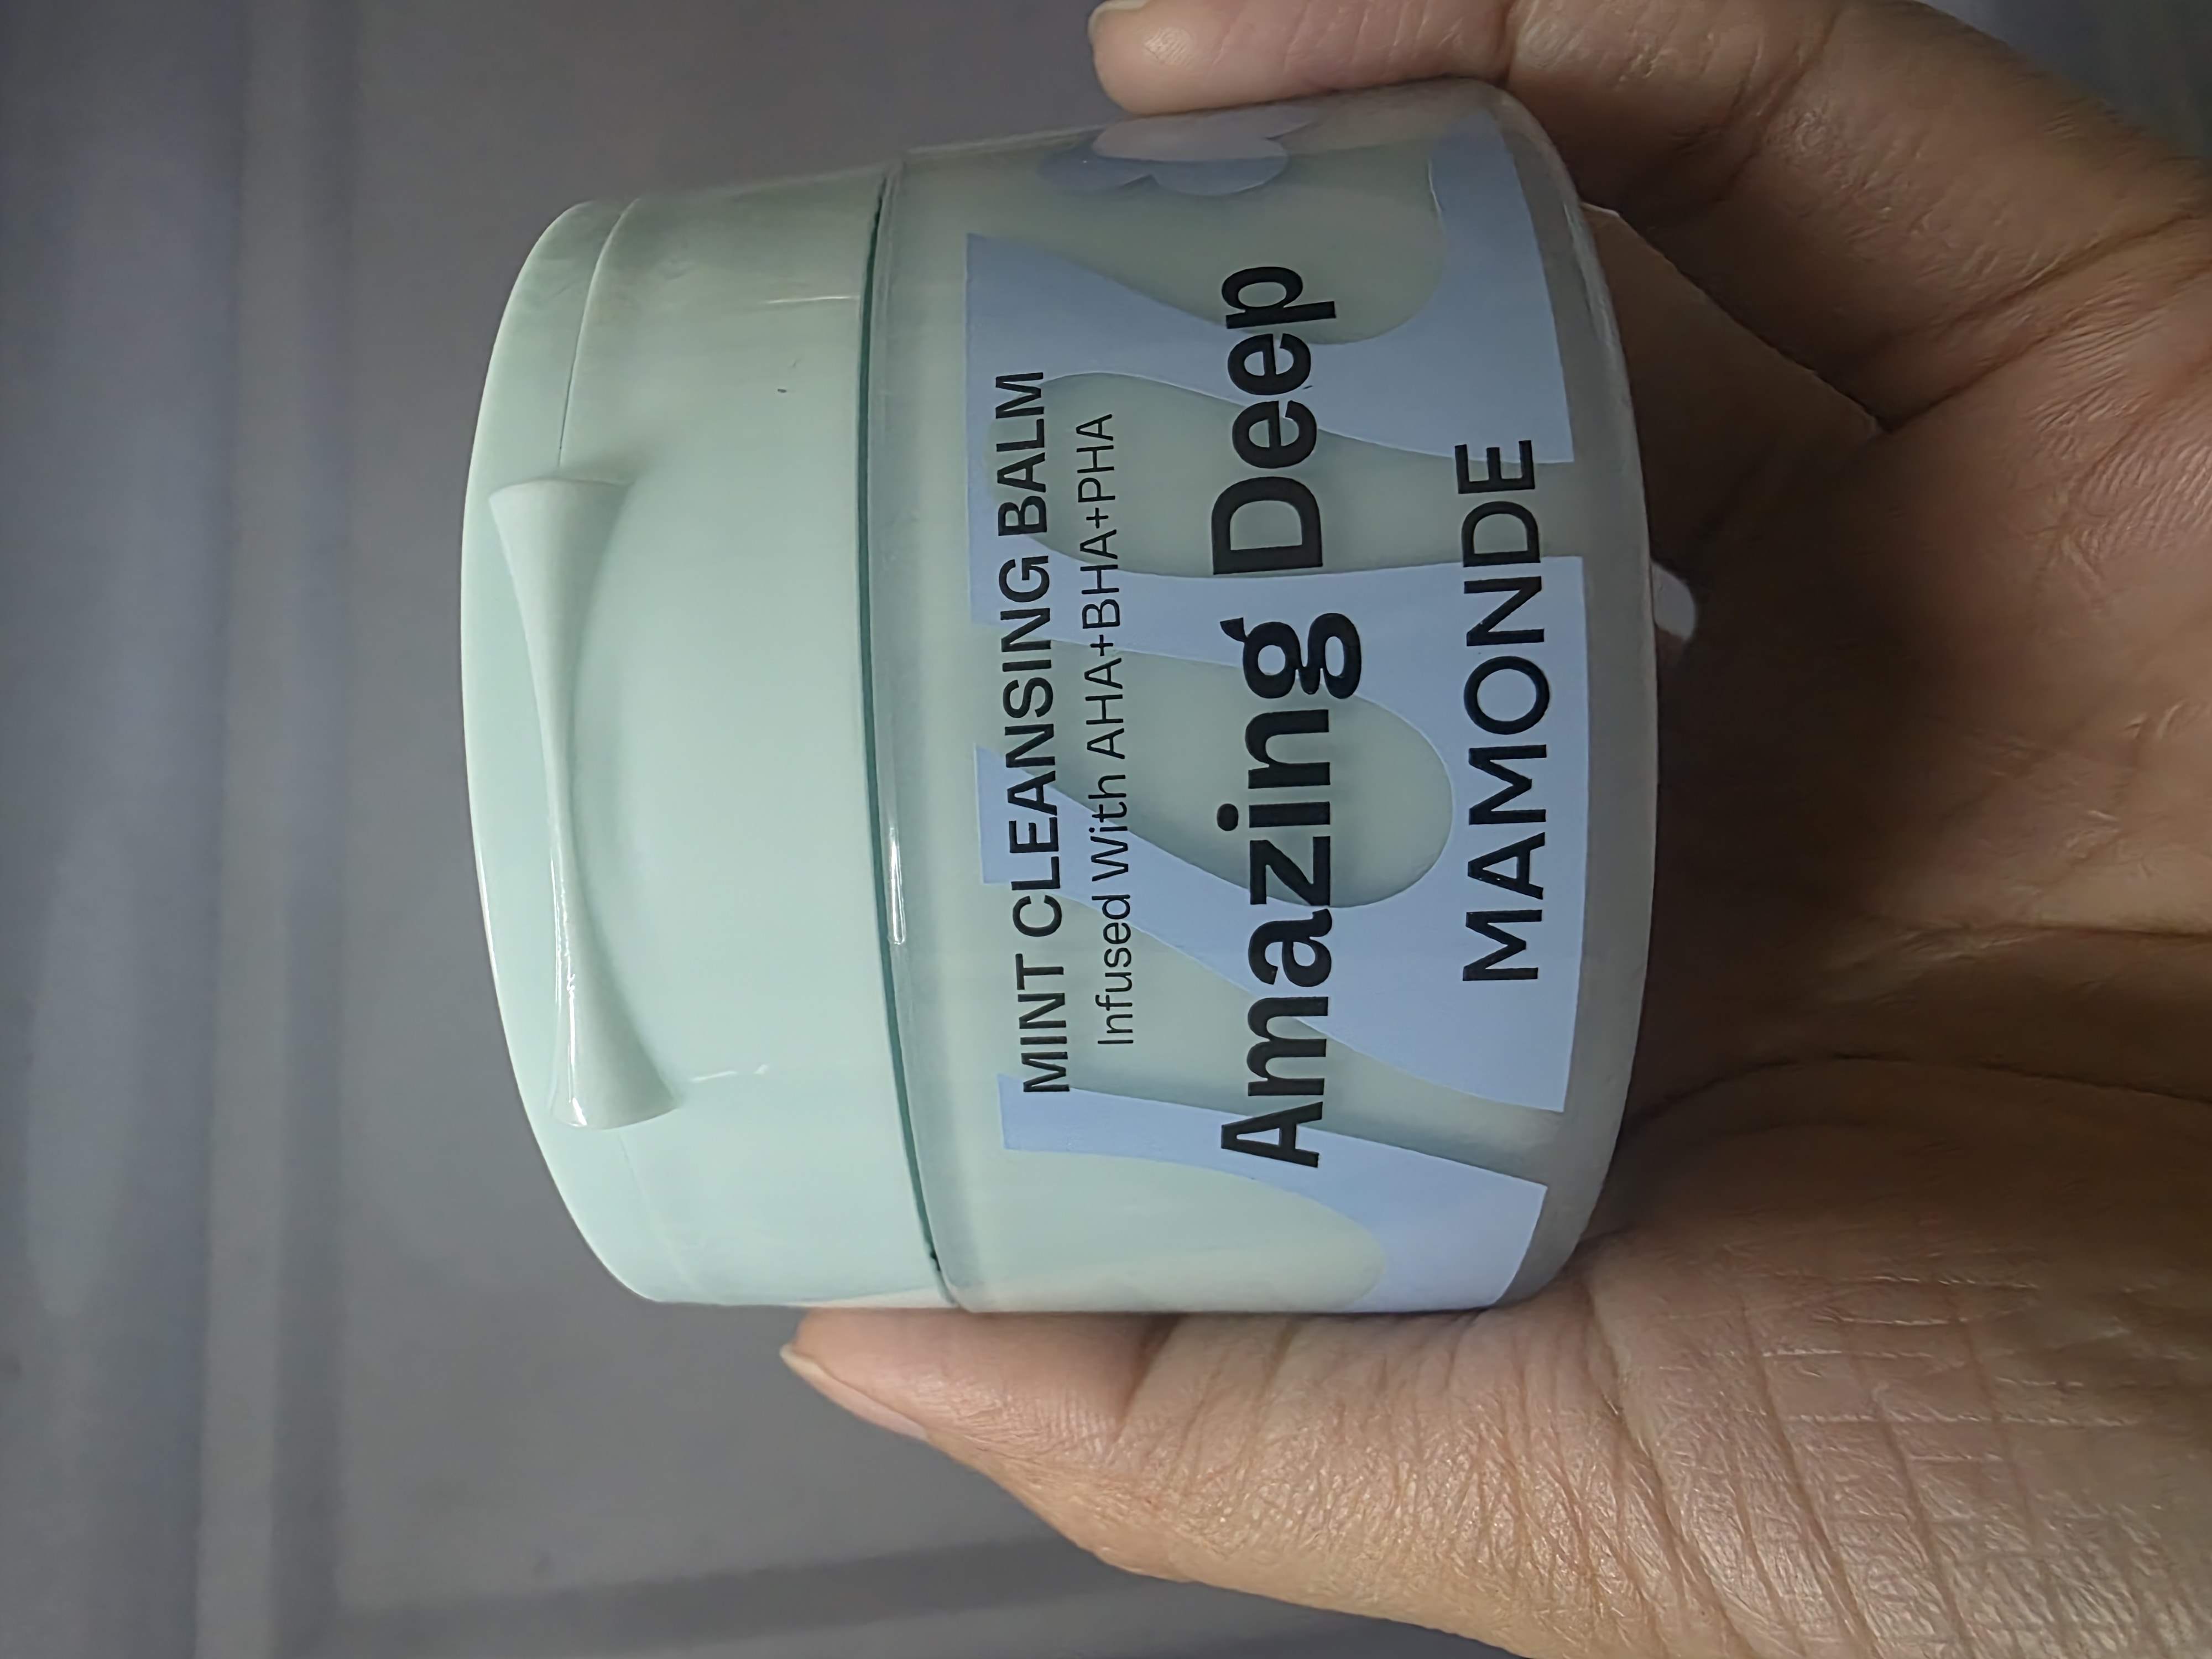 MINT CLEANSING BALM
Infused With AHA+BHA+PHA
Amazing Deep
MAMONDE